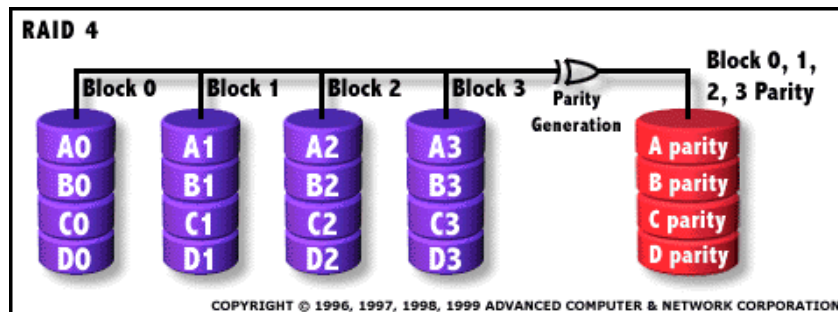 RAID 4
Block 0
Block 1
Block 2
Block 3
Parity
Generation
Block 0, 1,
2, 3 Parity
A0
A1
A2
A3
A parity
B0
B1
B2
B3
B parity
C0
C1
C2
C3
C parity
D0
D1
D2
D3
D parity
COPYRIGHT © 1996, 1997, 1998, 1999 ADVANCED COMPUTER & NETWORK CORPORATION